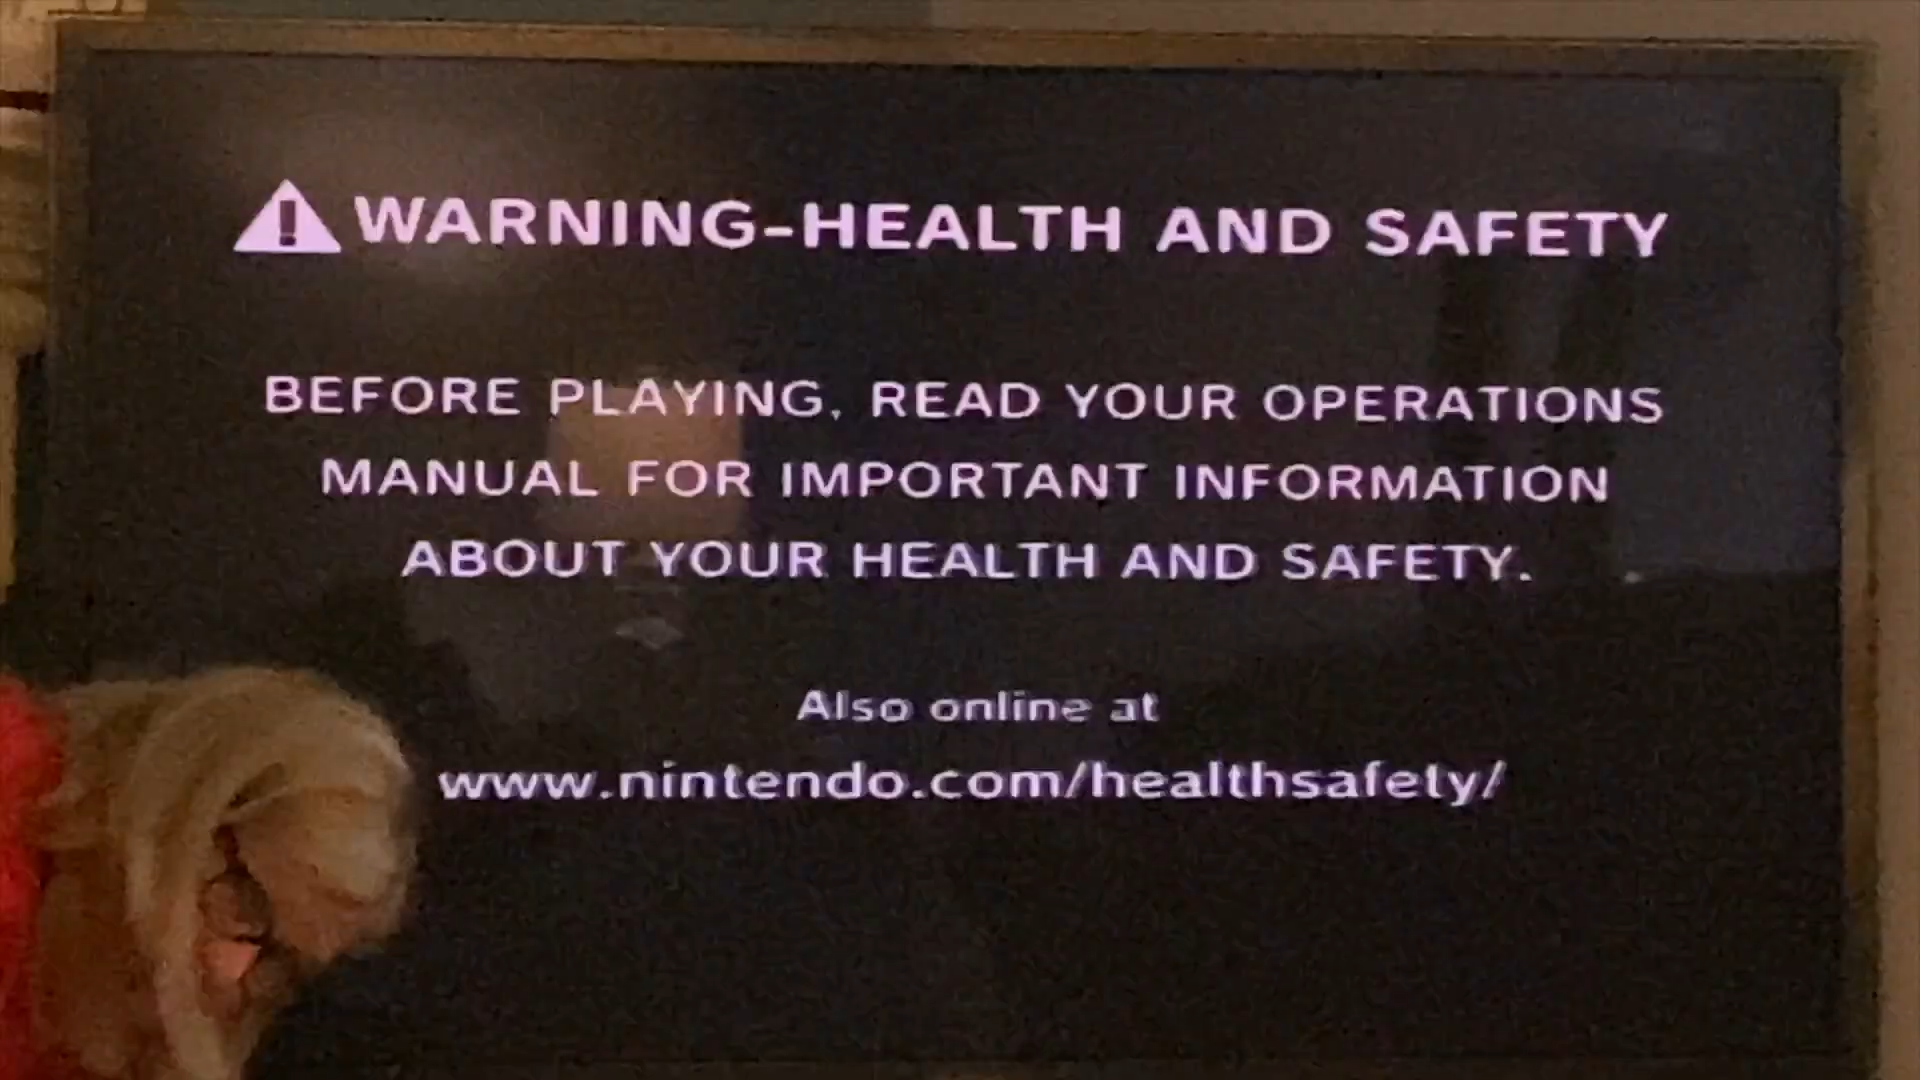 WARNING-HEALTH AND SAFETY
BEFORE PLAYING, READ YOUR OPERATIONS
MANUAL FOR IMPORTANT INFORMATION
ABOUT YOUR HEALTH AND SAFETY.
Also online at
www.nintendo.com/healthsafety/